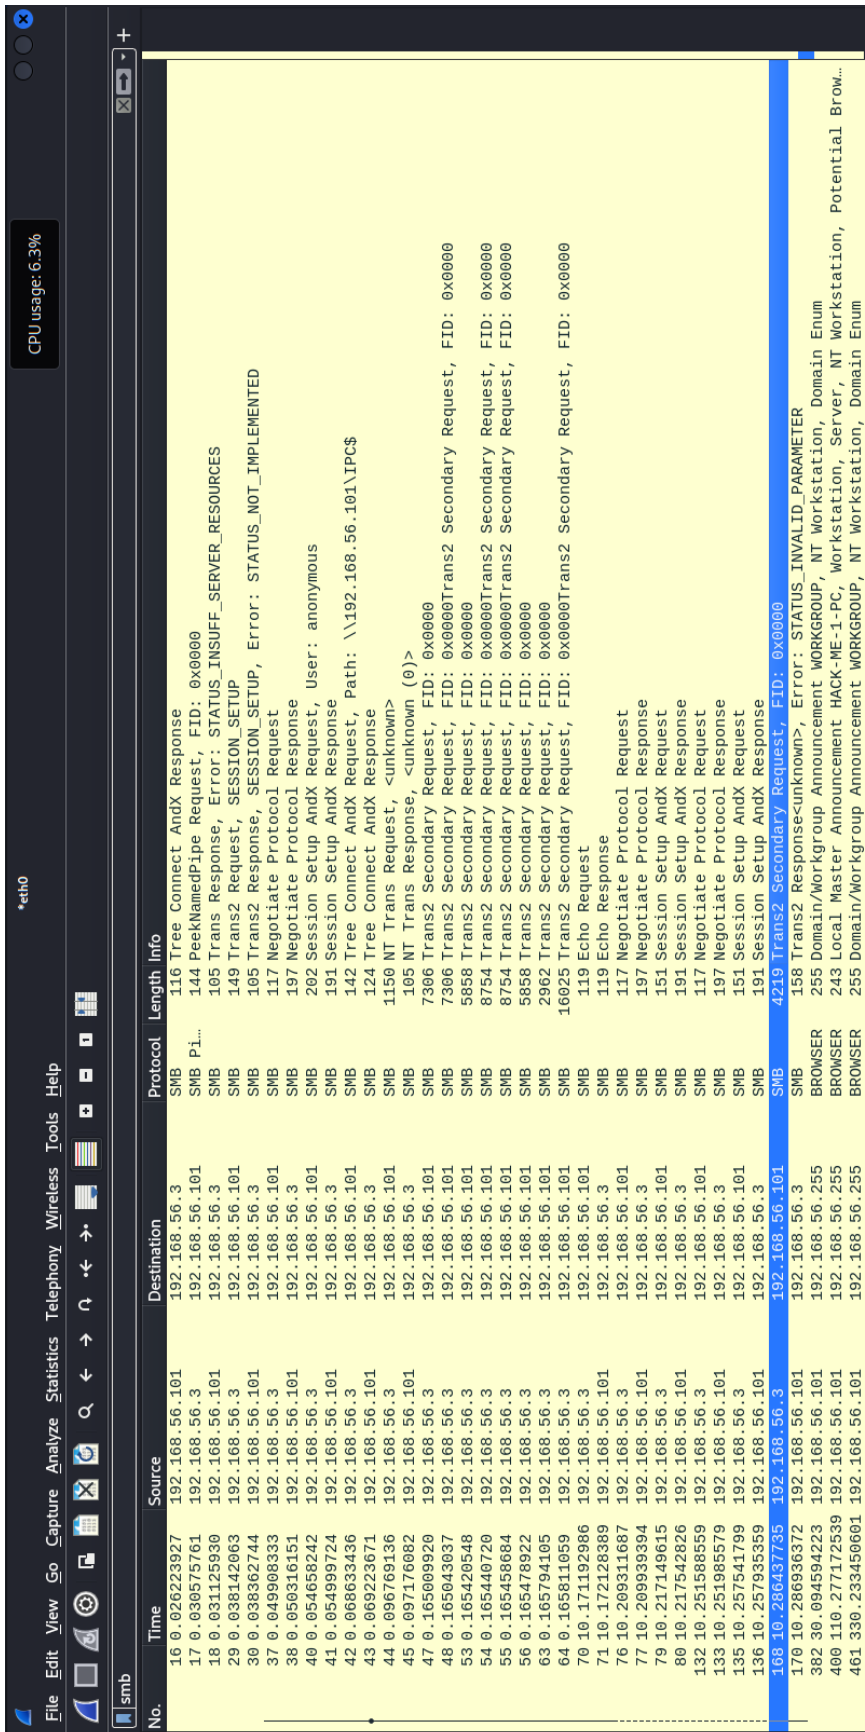 *eth0
CPU usage: 6.3%
File Edit View Go Capture Analyze Statistics Telephony Wireless Tools Help
smb
No. Time Source Destination Protocol Length Info
16 0.026223927 192.168.56.101 192.168.56.3 SMB 116 Tree Connect AndX Response
17 0.030575761 192.168.56.3 192.168.56.101 SMB Pi… 144 PeekNamedPipe Request, FID: 0x0000
18 0.031125930 192.168.56.101 192.168.56.3 SMB 105 Trans Response, Error: STATUS_INSUFF_SERVER_RESOURCES
29 0.038142063 192.168.56.3 192.168.56.101 SMB 149 Trans2 Request, SESSION_SETUP
30 0.038362744 192.168.56.101 192.168.56.3 SMB 105 Trans2 Response, SESSION_SETUP, Error: STATUS_NOT_IMPLEMENTED
37 0.049908333 192.168.56.3 192.168.56.101 SMB 117 Negotiate Protocol Request
38 0.050316151 192.168.56.101 192.168.56.3 SMB 197 Negotiate Protocol Response
40 0.054658242 192.168.56.3 192.168.56.101 SMB 202 Session Setup AndX Request, User: anonymous
41 0.054999724 192.168.56.101 192.168.56.3 SMB 191 Session Setup AndX Response
42 0.068633436 192.168.56.3 192.168.56.101 SMB 142 Tree Connect AndX Request, Path: \\192.168.56.101\IPC$
43 0.069223671 192.168.56.101 192.168.56.3 SMB 124 Tree Connect AndX Response
44 0.096769136 192.168.56.3 192.168.56.101 SMB 1150 NT Trans Request, <unknown>
45 0.097176082 192.168.56.101 192.168.56.3 SMB 105 NT Trans Response, <unknown (0)>
47 0.165009920 192.168.56.3 192.168.56.101 SMB 7306 Trans2 Secondary Request, FID: 0x0000
48 0.165043037 192.168.56.3 192.168.56.101 SMB 7306 Trans2 Secondary Request, FID: 0x0000Trans2 Secondary Request, FID: 0x0000
53 0.165420548 192.168.56.3 192.168.56.101 SMB 5858 Trans2 Secondary Request, FID: 0x0000
54 0.165440720 192.168.56.3 192.168.56.101 SMB 8754 Trans2 Secondary Request, FID: 0x0000Trans2 Secondary Request, FID: 0x0000
55 0.165458684 192.168.56.3 192.168.56.101 SMB 8754 Trans2 Secondary Request, FID: 0x0000Trans2 Secondary Request, FID: 0x0000
56 0.165478922 192.168.56.3 192.168.56.101 SMB 5858 Trans2 Secondary Request, FID: 0x0000
63 0.165794105 192.168.56.3 192.168.56.101 SMB 2962 Trans2 Secondary Request, FID: 0x0000
64 0.165811059 192.168.56.3 192.168.56.101 SMB 16025 Trans2 Secondary Request, FID: 0x0000Trans2 Secondary Request, FID: 0x0000
70 10.171192986 192.168.56.3 192.168.56.101 SMB 119 Echo Request
71 10.172128389 192.168.56.101 192.168.56.3 SMB 119 Echo Response
76 10.209311687 192.168.56.3 192.168.56.101 SMB 117 Negotiate Protocol Request
77 10.209939394 192.168.56.101 192.168.56.3 SMB 197 Negotiate Protocol Response
79 10.217149615 192.168.56.3 192.168.56.101 SMB 151 Session Setup AndX Request
80 10.217542826 192.168.56.101 192.168.56.3 SMB 191 Session Setup AndX Response
132 10.251588559 192.168.56.3 192.168.56.101 SMB 117 Negotiate Protocol Request
133 10.251985579 192.168.56.101 192.168.56.3 SMB 197 Negotiate Protocol Response
135 10.257541799 192.168.56.3 192.168.56.101 SMB 151 Session Setup AndX Request
136 10.257935359 192.168.56.101 192.168.56.3 SMB 191 Session Setup AndX Response
168 10.286437735 192.168.56.3 192.168.56.101 SMB 4219 Trans2 Secondary Request, FID: 0x0000
170 10.286936372 192.168.56.101 192.168.56.3 SMB 158 Trans2 Response<unknown>, Error: STATUS_INVALID_PARAMETER
382 30.094594223 192.168.56.101 192.168.56.255 BROWSER 255 Domain/Workgroup Announcement WORKGROUP, NT Workstation, Domain Enum
400 110.277172539 192.168.56.101 192.168.56.255 BROWSER 243 Local Master Announcement HACK-ME-1-PC, Workstation, Server, NT Workstation, Potential Brow…
461 330.233450601 192.168.56.101 192.168.56.255 BROWSER 255 Domain/Workgroup Announcement WORKGROUP, NT Workstation, Domain Enum